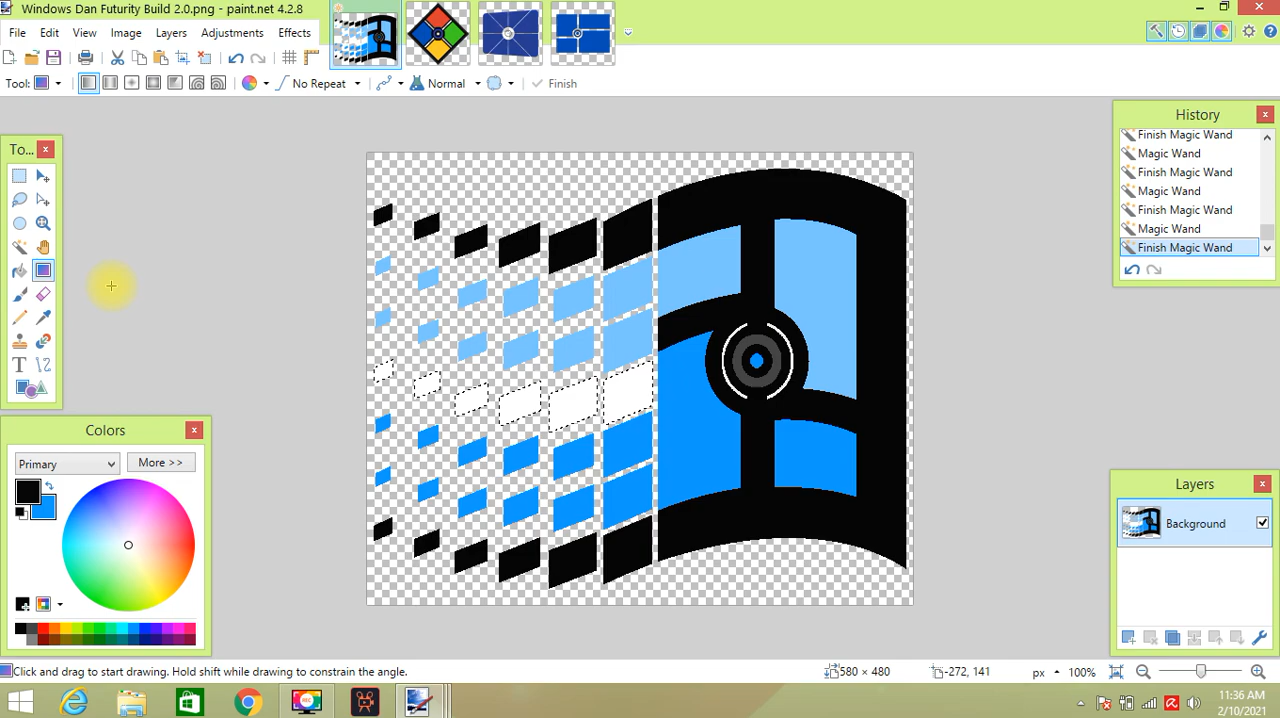 Windows Dan Futurity Build 2.0.png - paint.net 4.2.8
File Edit View Image Layers Adjustments Effects
Tool: No Repeat Normal Finish
To...
History
Finish Magic Wand
Magic Wand
Finish Magic Wand
Magic Wand
Finish Magic Wand
Magic Wand
Finish Magic Wand
Colors
Primary
More >>
Layers
Background
Click and drag to start drawing. Hold shift while drawing to constrain the angle.
580 × 480
-272, 141
px
100%
11:36 AM
2/10/2021